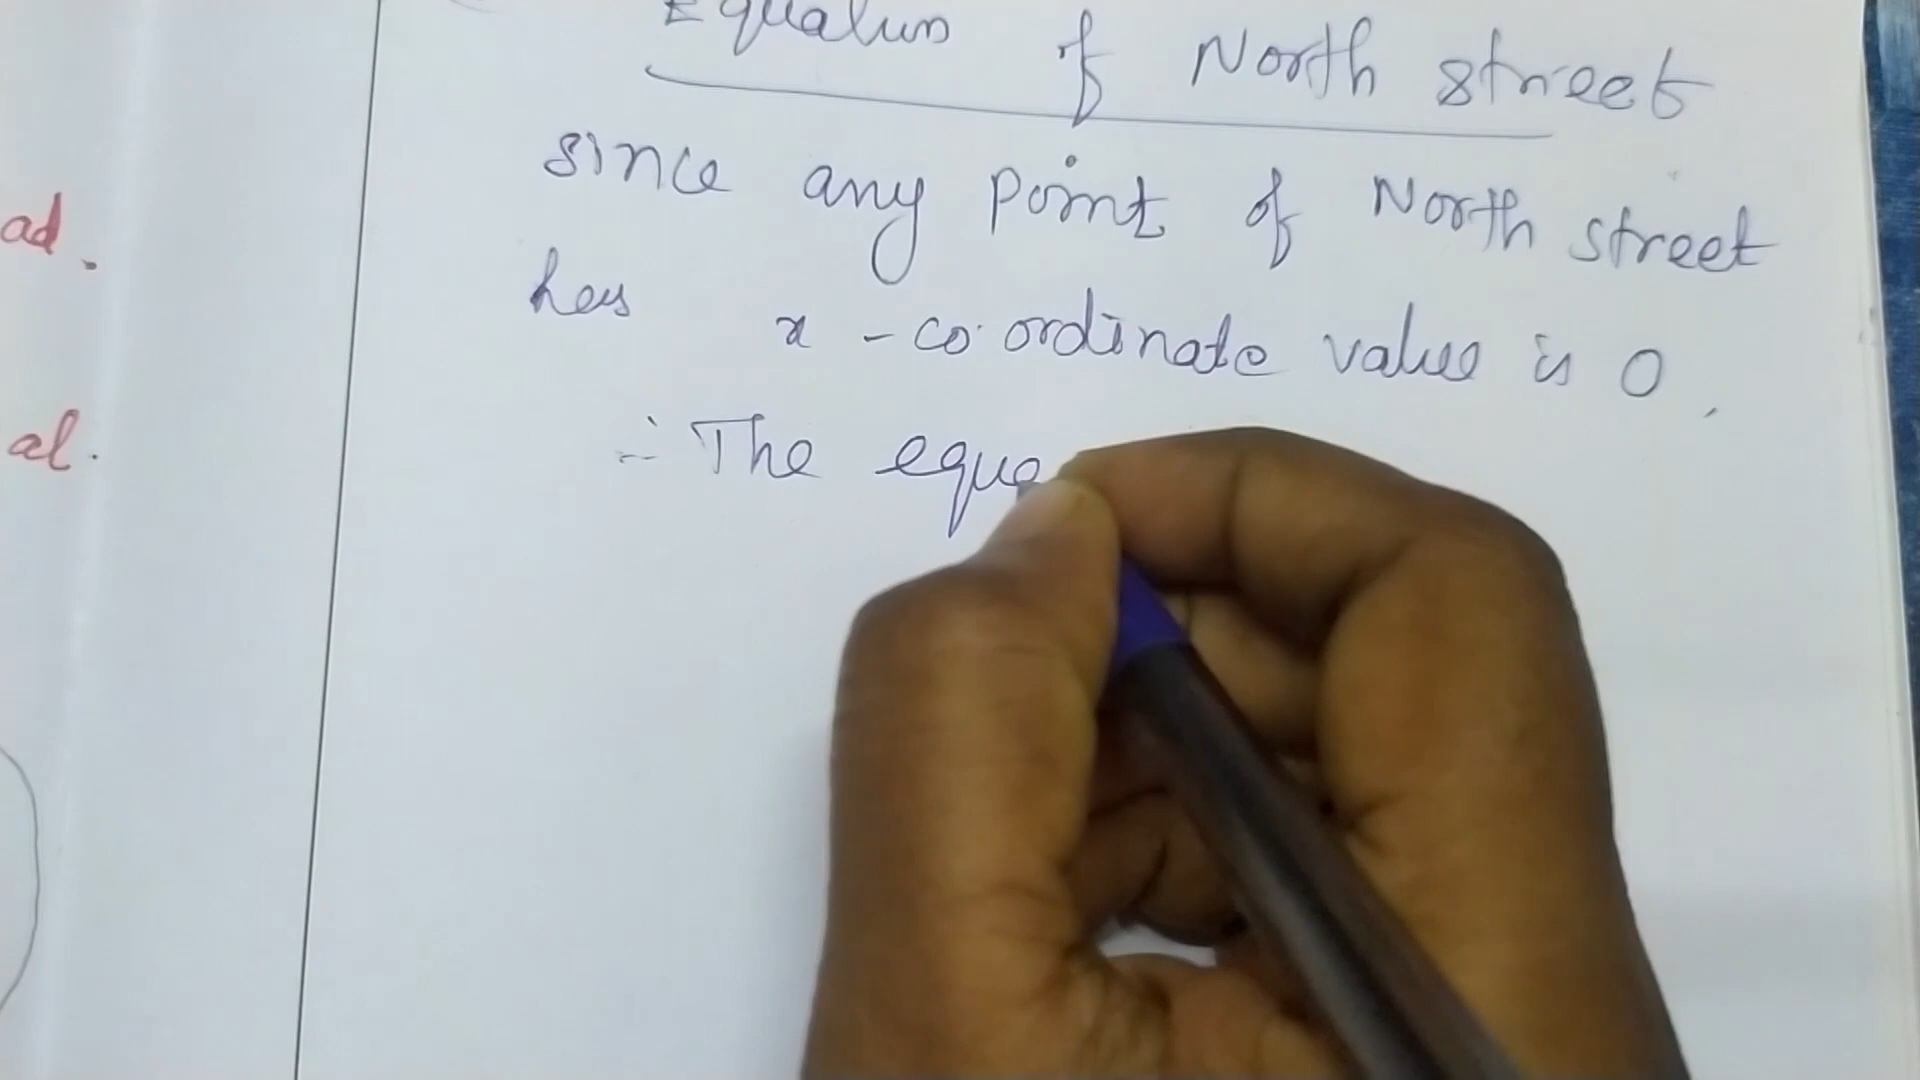 Equation of North street
since any point of North street
has x - co-ordinate value is 0.
∴ The equa
ad.
al.